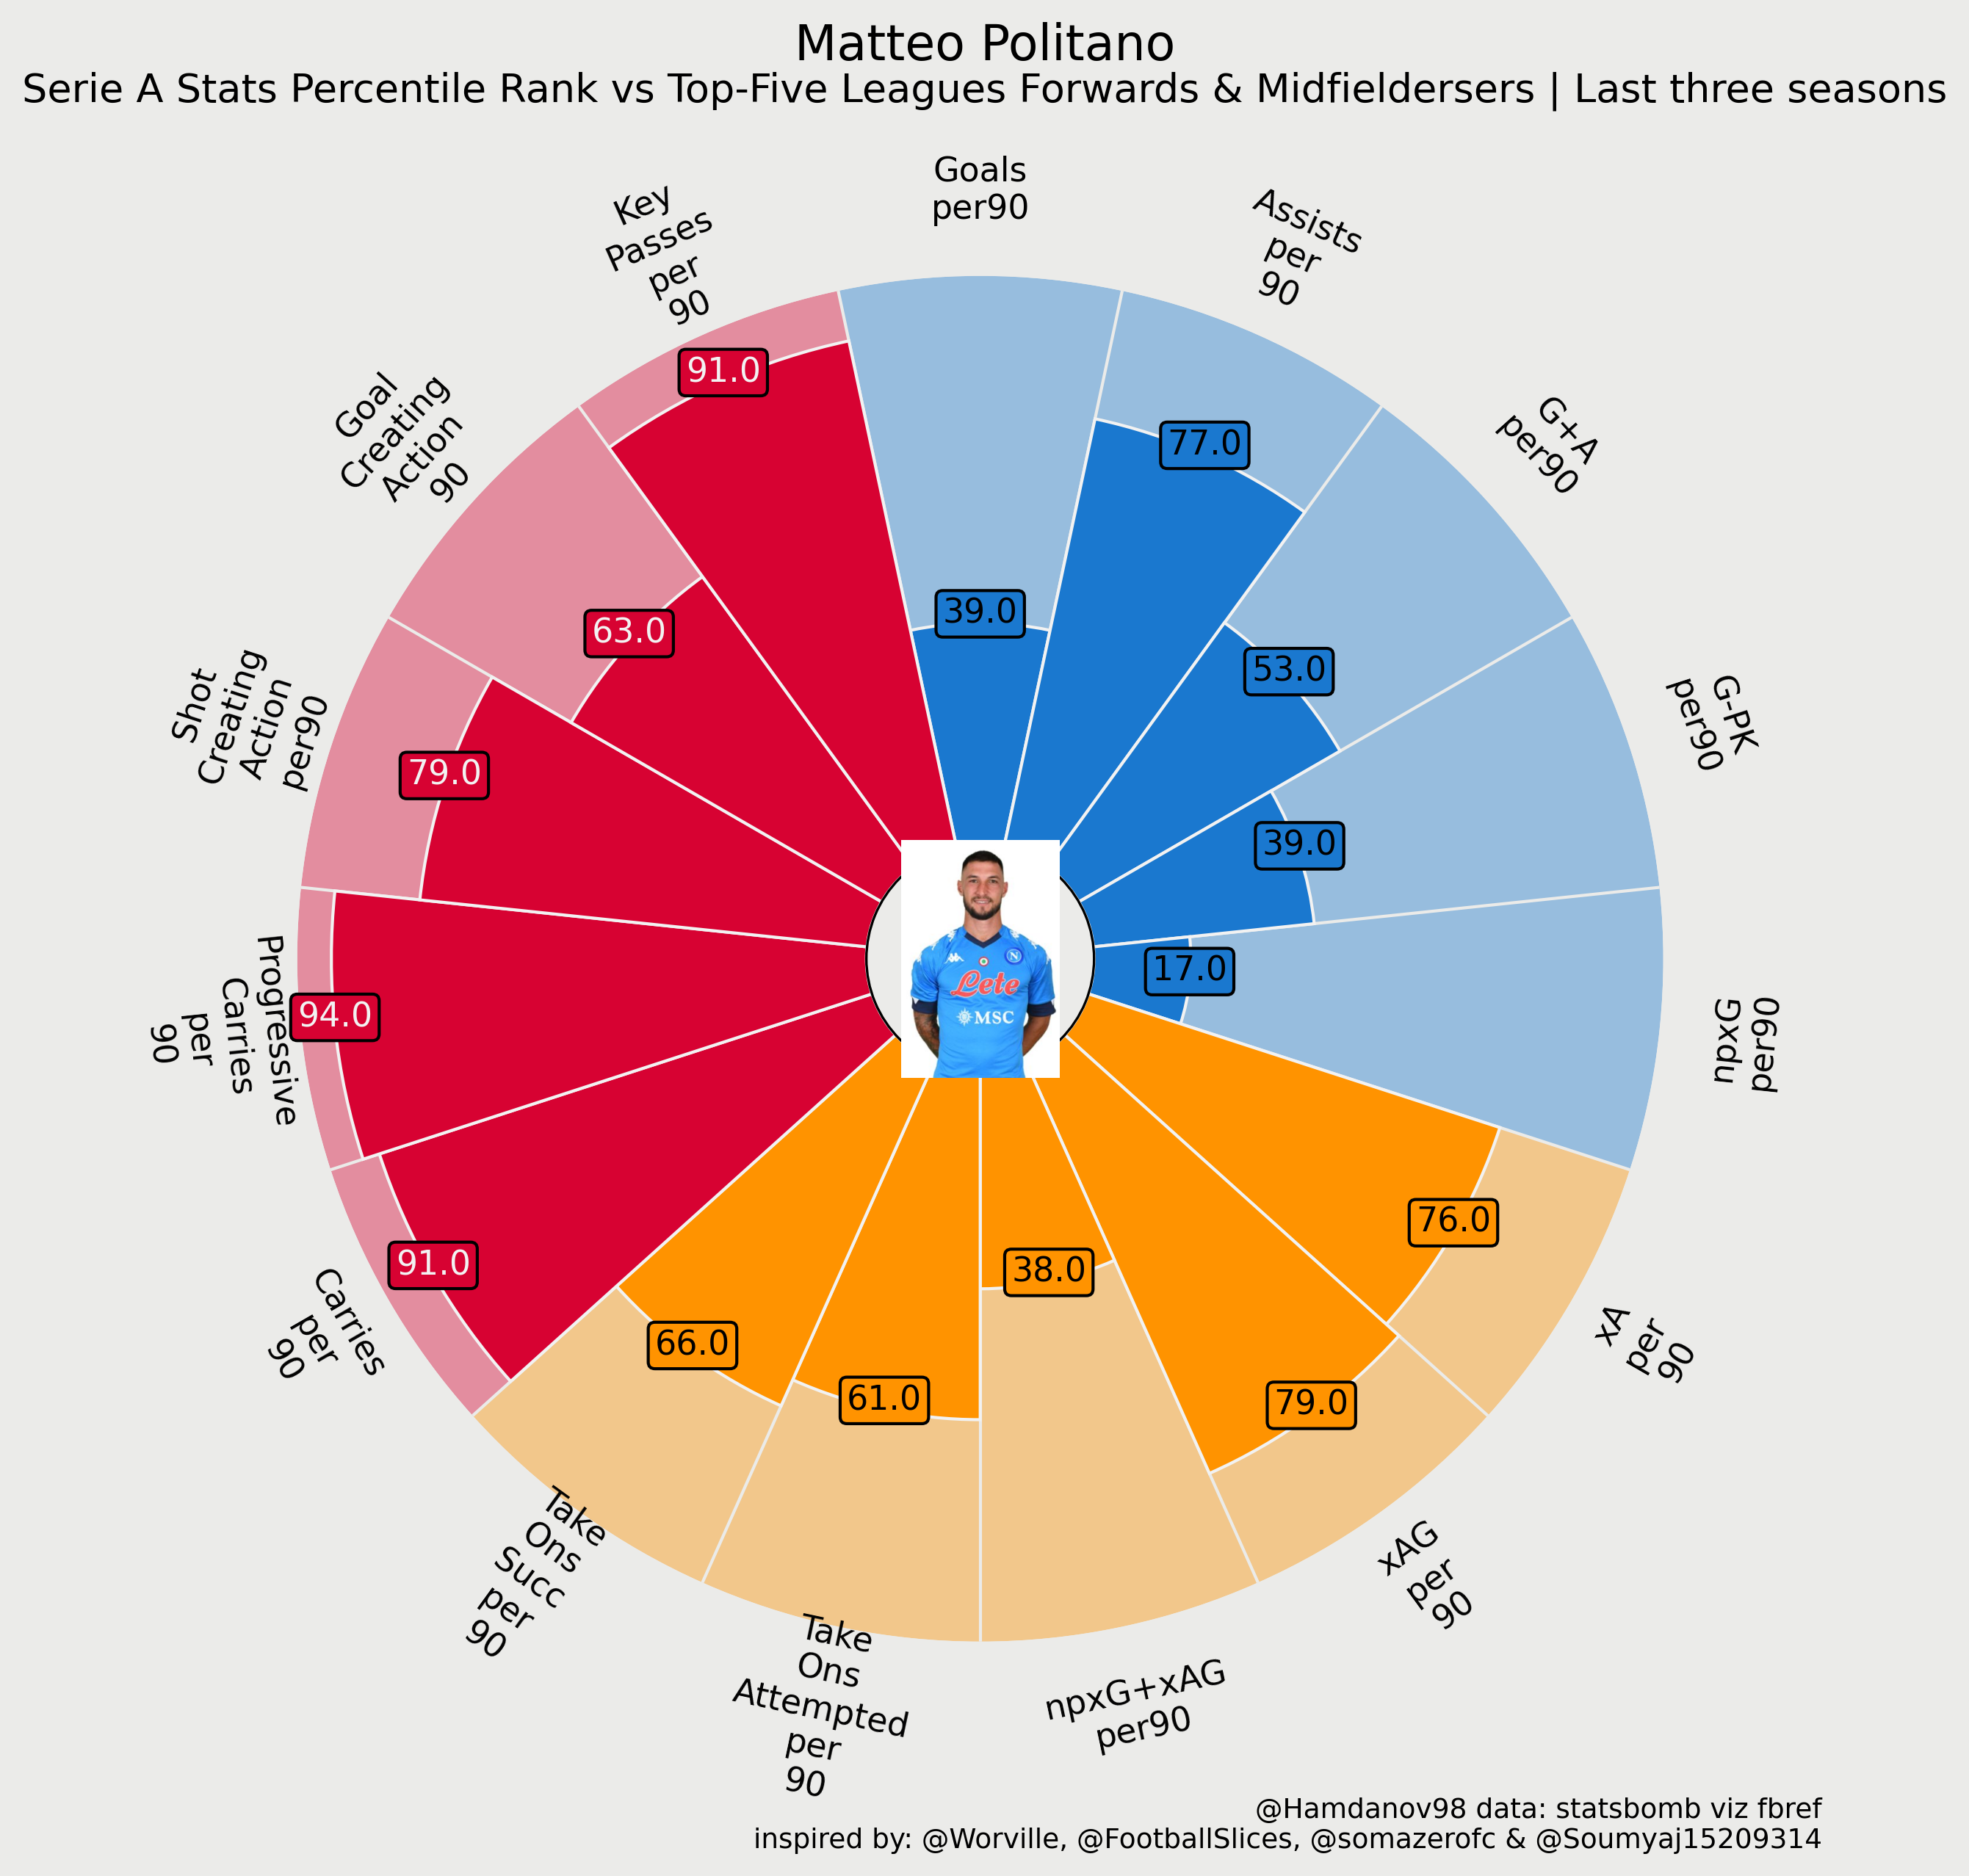 Matteo Politano
Serie A Stats Percentile Rank vs Top-Five Leagues Forwards & Midfieldersers | Last three seasons
Goals
per90
39.0
Assists
per
90
77.0
G+A
per90
53.0
G-PK
per90
39.0
npxG
per90
17.0
xA
per
90
76.0
xAG
per
90
79.0
npxG+xAG
per90
38.0
Take
Ons
Attempted
per
90
61.0
Take
Ons
Succ
per
90
66.0
Carries
per
90
91.0
Progressive
Carries
per
90
94.0
Shot
Creating
Action
per90
79.0
Goal
Creating
Action
90
63.0
Key
Passes
per
90
91.0
Lete
MSC
@Hamdanov98 data: statsbomb viz fbref
inspired by: @Worville, @FootballSlices, @somazerofc & @Soumyaj15209314